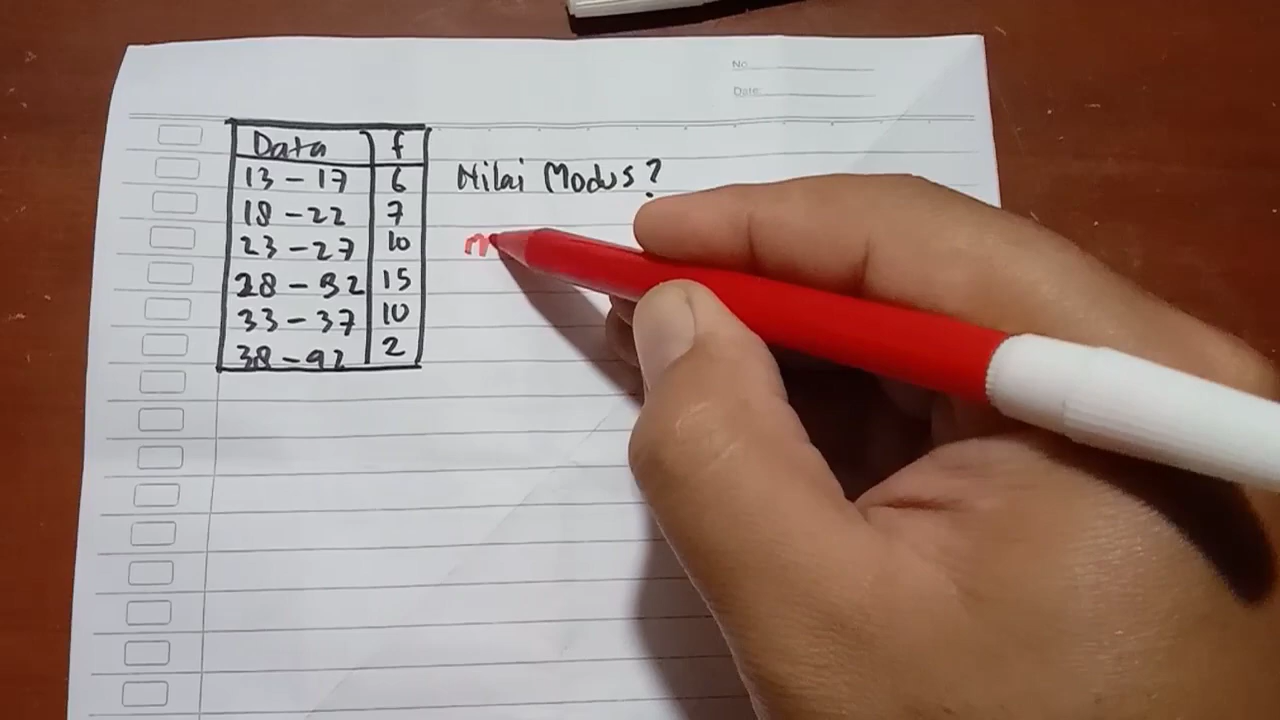 No
Date:
Data f
13 - 17 6
18 - 22 7
23 - 27 10
28 - 32 15
33 - 37 10
38 - 42 2
Nilai Modus?
m